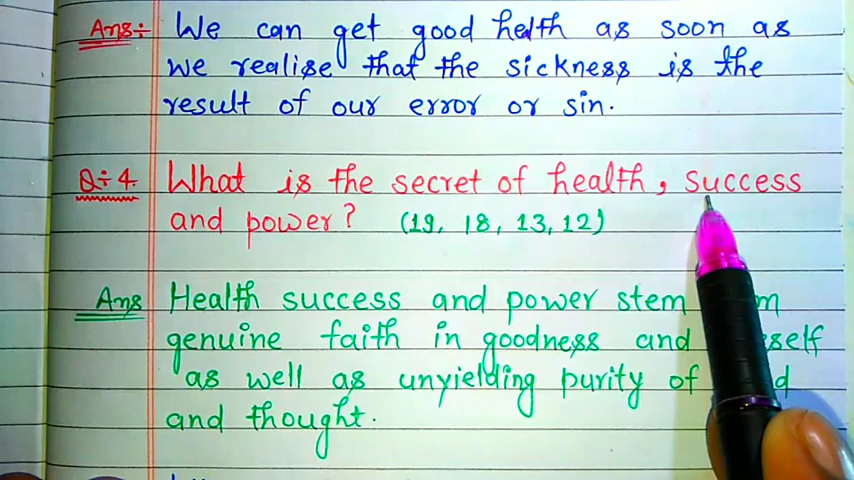 Ans÷ We can get good helth as soon as
we realise that the sickness is the
result of our error or sin.
Q÷4. What is the secret of health, success
and power? (19, 18, 13, 12)
Ans Health success and power stem
genuine faith in goodness and
as well as unyielding purity of
and thought.